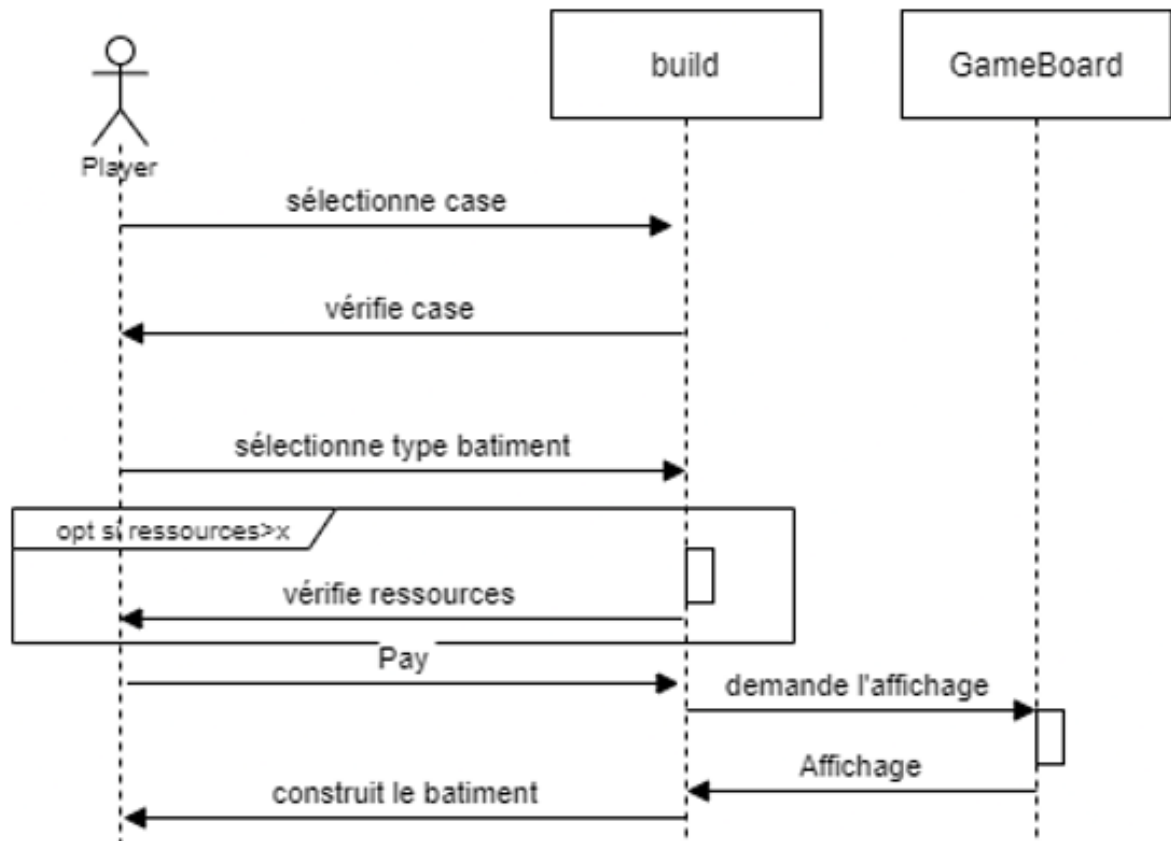 build
GameBoard
Player
sélectionne case
vérifie case
sélectionne type batiment
opt si ressources>x
vérifie ressources
Pay
demande l'affichage
Affichage
construit le batiment